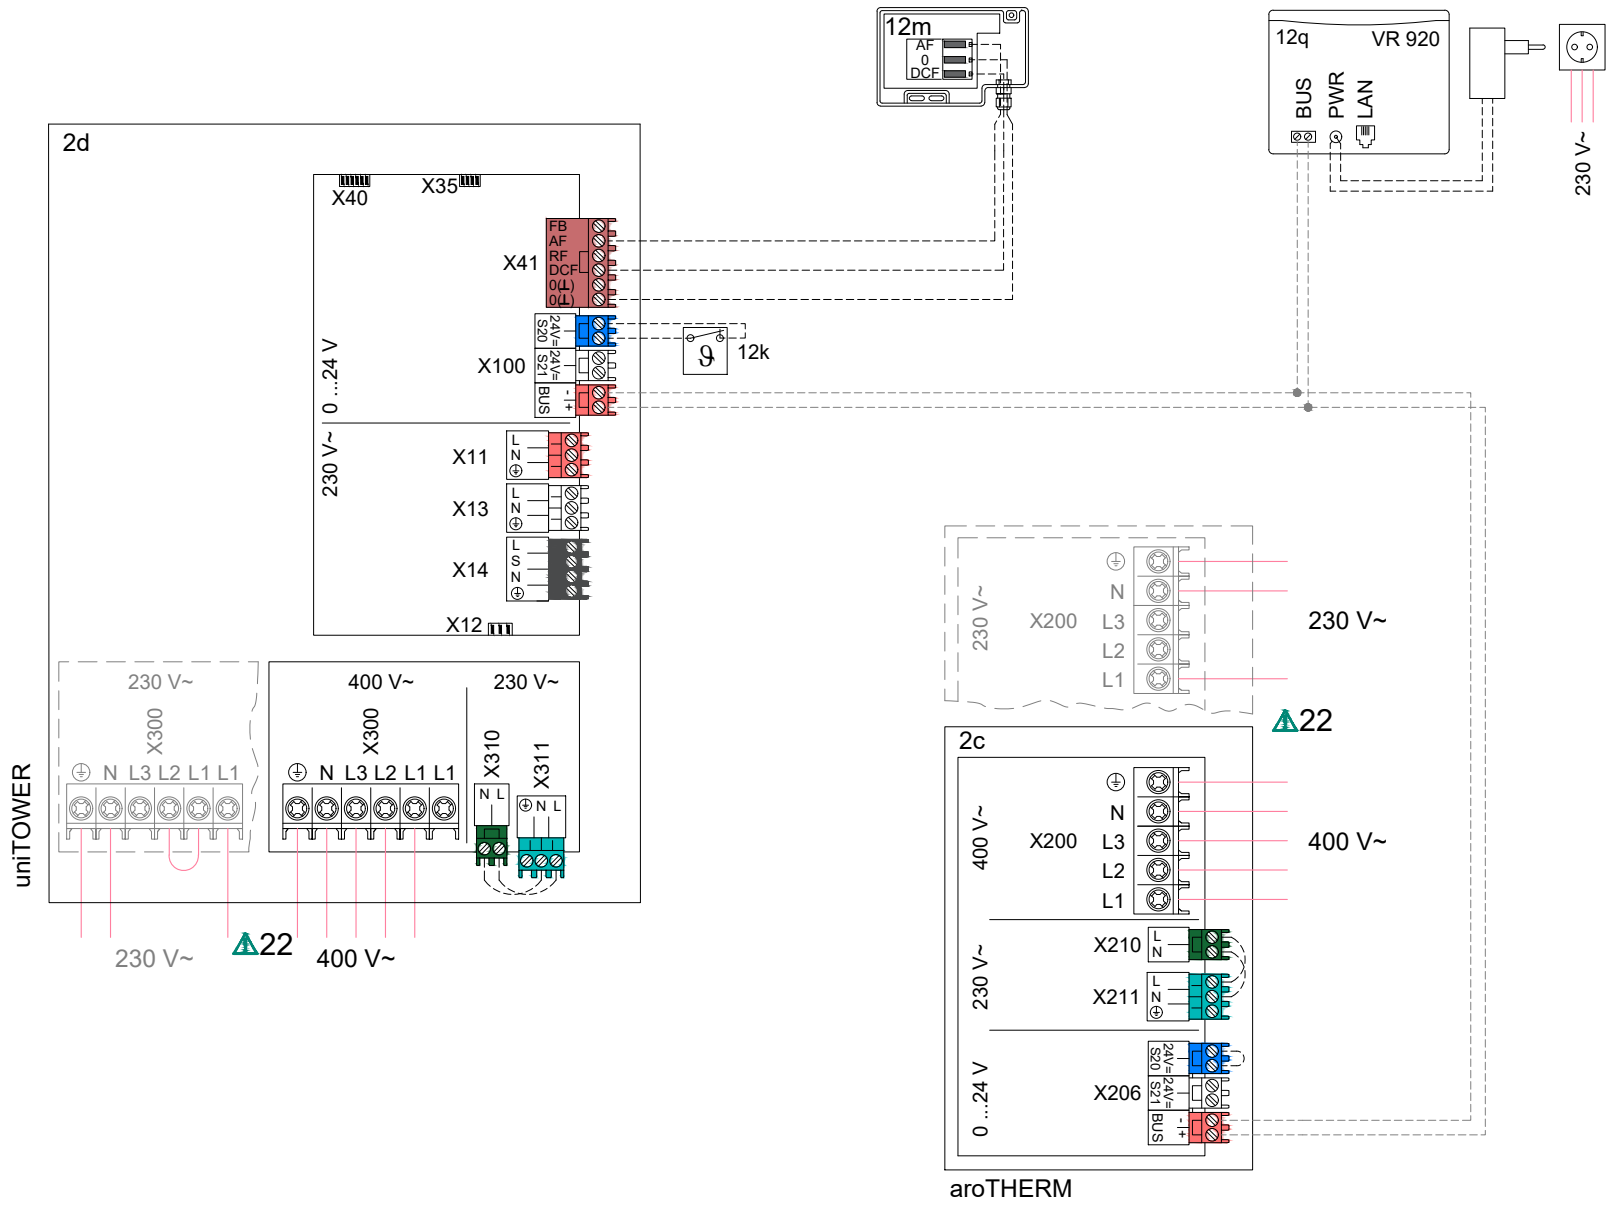 12m
AF
0
DCF
12q
VR 920
BUS
PWR
LAN
230 V~
2d
X40
X35
X41
FB
AF
RF
DCF
0(⊥)
0(⊥)
0 ...24 V
X100
S20
24V=
S21
24V=
BUS
- +
12k
230 V~
X11
L
N
X13
L
N
X14
L
S
N
X12
230 V~
X300
N L3 L2 L1 L1
400 V~
X300
N L3 L2 L1 L1
230 V~
X310
N L
X311
N L
uniTOWER
230 V~
22
400 V~
230 V~
X200
N
L3
L2
L1
230 V~
22
2c
400 V~
X200
N
L3
L2
L1
400 V~
230 V~
X210
L
N
X211
L
N
0 ...24 V
X206
S20
24V=
S21
24V=
BUS
- +
aroTHERM